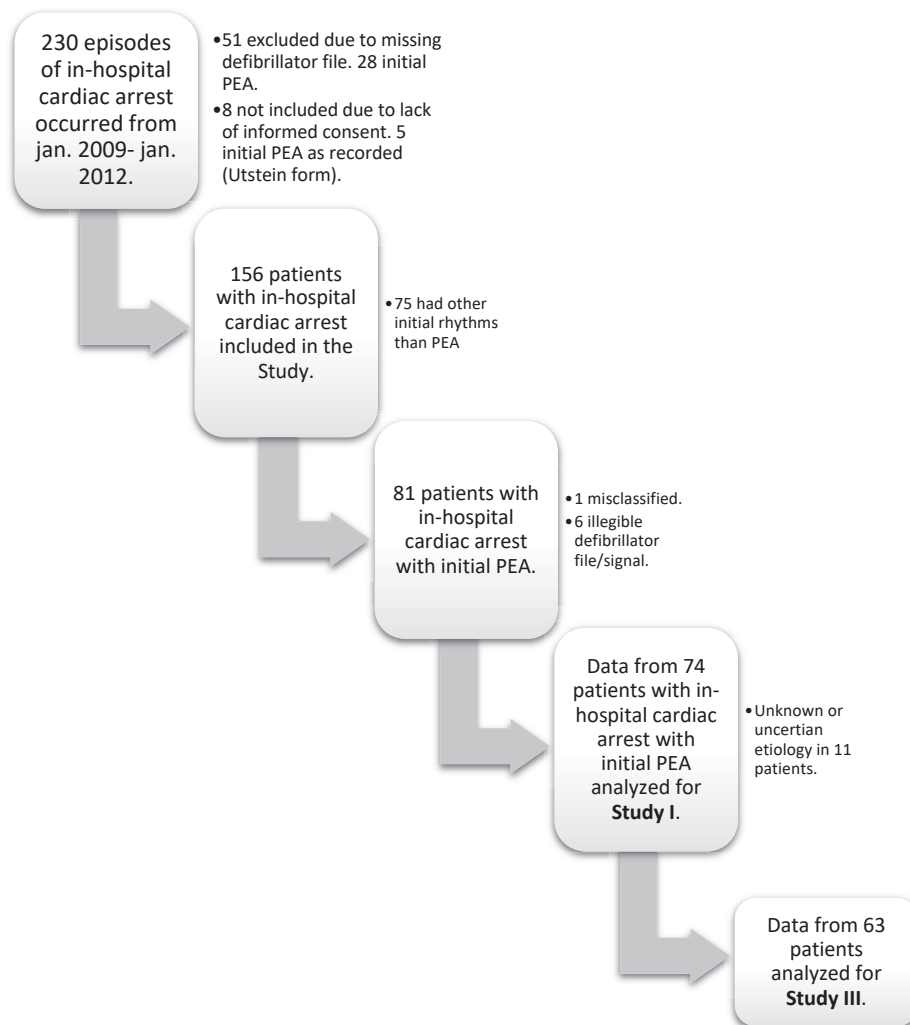 230 episodes
of in-hospital
cardiac arrest
occurred from
jan. 2009- jan.
2012.
•51 excluded due to missing
defibrillator file. 28 initial
PEA.
•8 not included due to lack
of informed consent. 5
initial PEA as recorded
(Utstein form).
156 patients
with in-hospital
cardiac arrest
included in the
Study.
•75 had other
initial rhythms
than PEA
81 patients with
in-hospital
cardiac arrest
with initial PEA.
•1 misclassified.
•6 illegible
defibrillator
file/signal.
Data from 74
patients with in-
hospital cardiac
arrest with
initial PEA
analyzed for
Study I.
•Unknown or
uncertian
etiology in 11
patients.
Data from 63
patients
analyzed for
Study III.